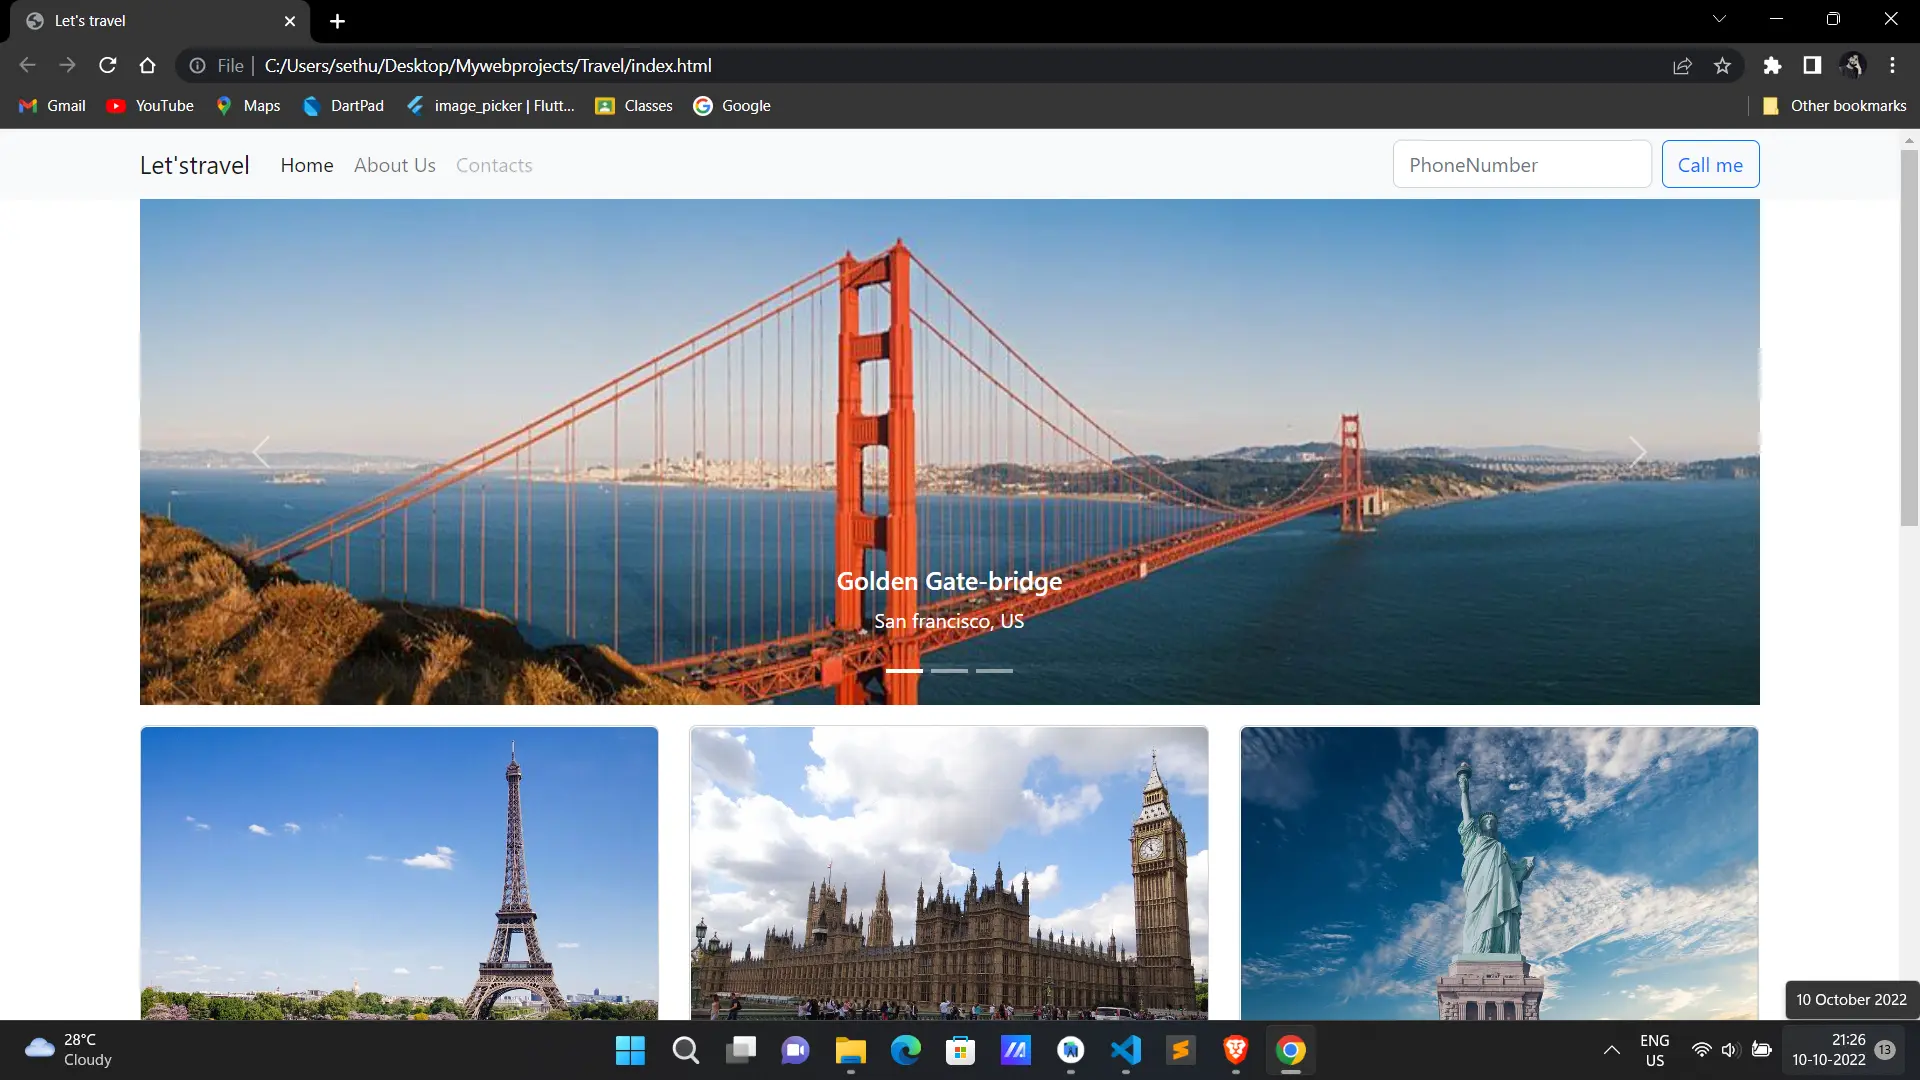 Let's travel
File
C:/Users/sethu/Desktop/Mywebprojects/Travel/index.html
Gmail
YouTube
Maps
DartPad
image_picker | Flutt...
Classes
Google
Other bookmarks
Let'stravel
Home
About Us
Contacts
PhoneNumber
Call me
Golden Gate-bridge
San francisco, US
10 October 2022
28°C
Cloudy
ENG
US
21:26
10-10-2022
13